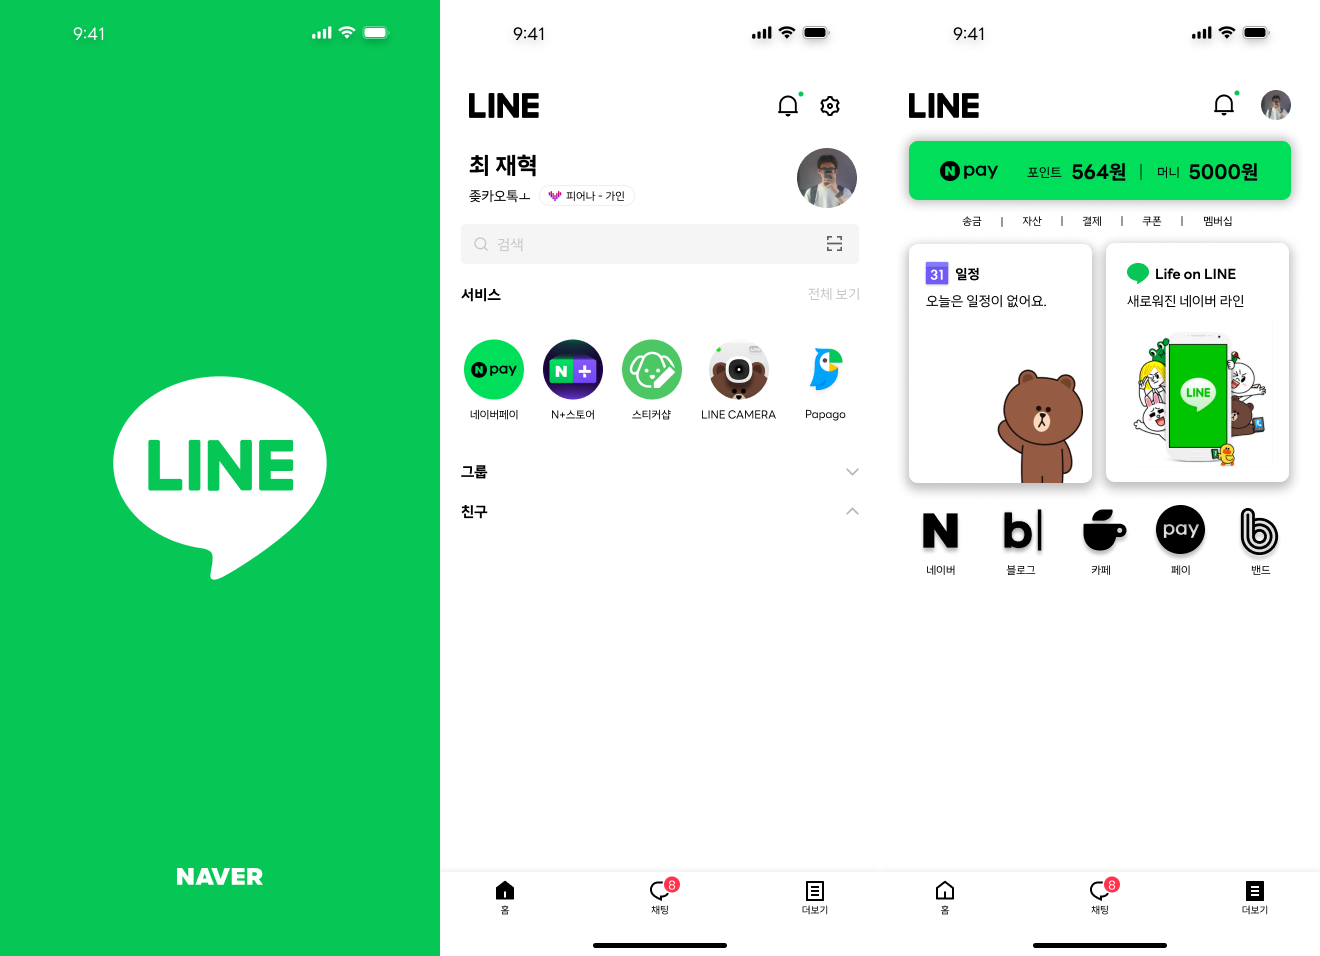 9:41
LINE
NAVER
9:41
LINE
최 재혁
좆카오톡ㅗ
피어나 - 가인
검색
서비스
전체 보기
N pay
N +
네이버페이
N+스토어
스티커샵
LINE CAMERA
Papago
그룹
친구
8
홈
채팅
더보기
9:41
LINE
N pay 포인트 564원 | 머니 5000원
송금 | 자산 | 결제 | 쿠폰 | 멤버십
31 일정
오늘은 일정이 없어요.
Life on LINE
새로워진 네이버 라인
LINE
N
b|
pay
네이버
블로그
카페
페이
밴드
8
홈
채팅
더보기